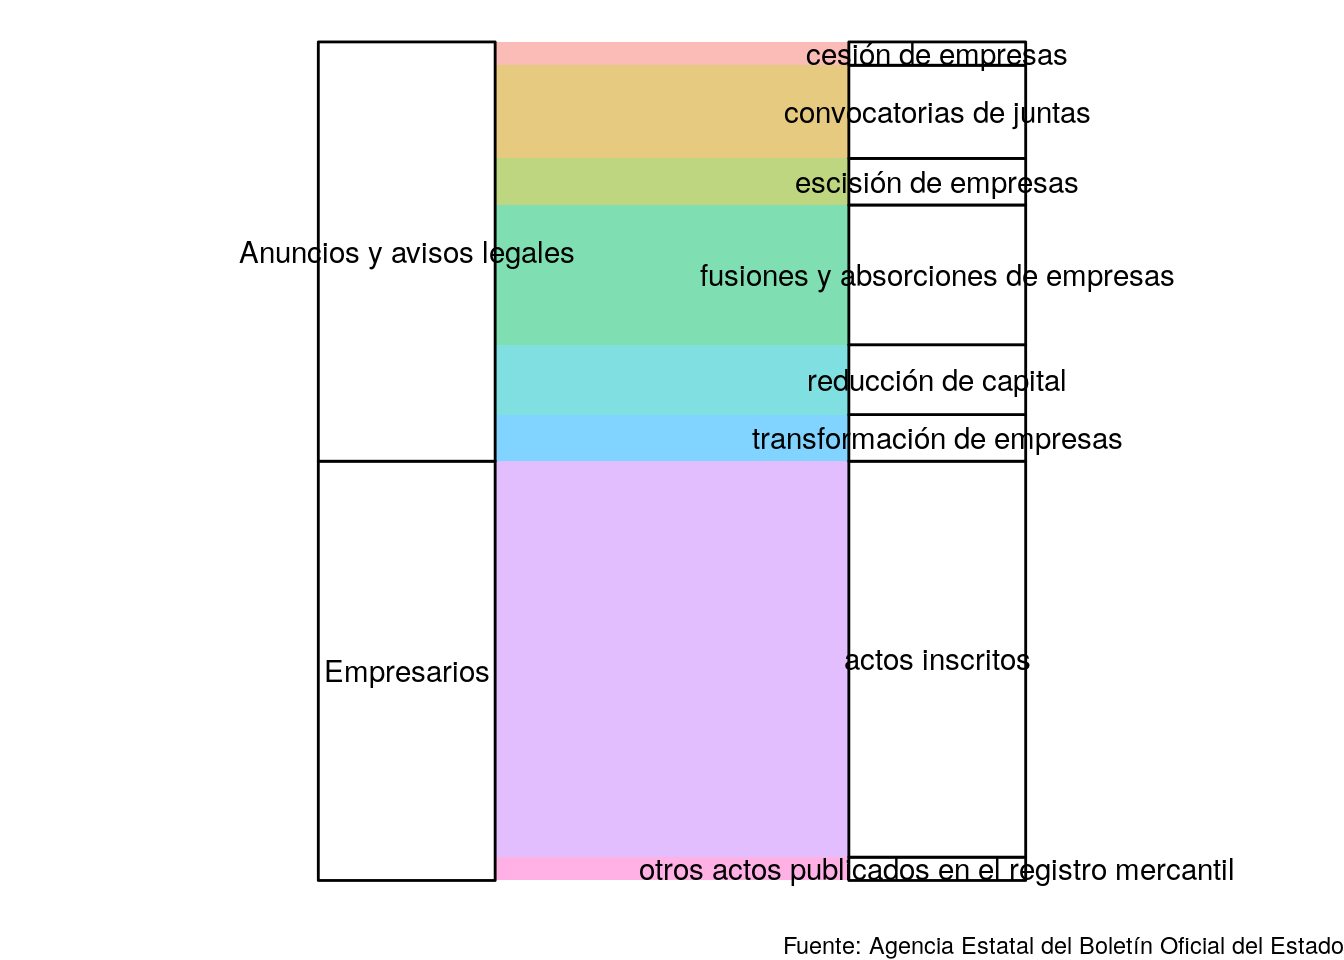 cesión de empresas
convocatorias de juntas
escisión de empresas
Anuncios y avisos legales
fusiones y absorciones de empresas
reducción de capital
transformación de empresas
Empresarios
actos inscritos
otros actos publicados en el registro mercantil
Fuente: Agencia Estatal del Boletín Oficial del Estado